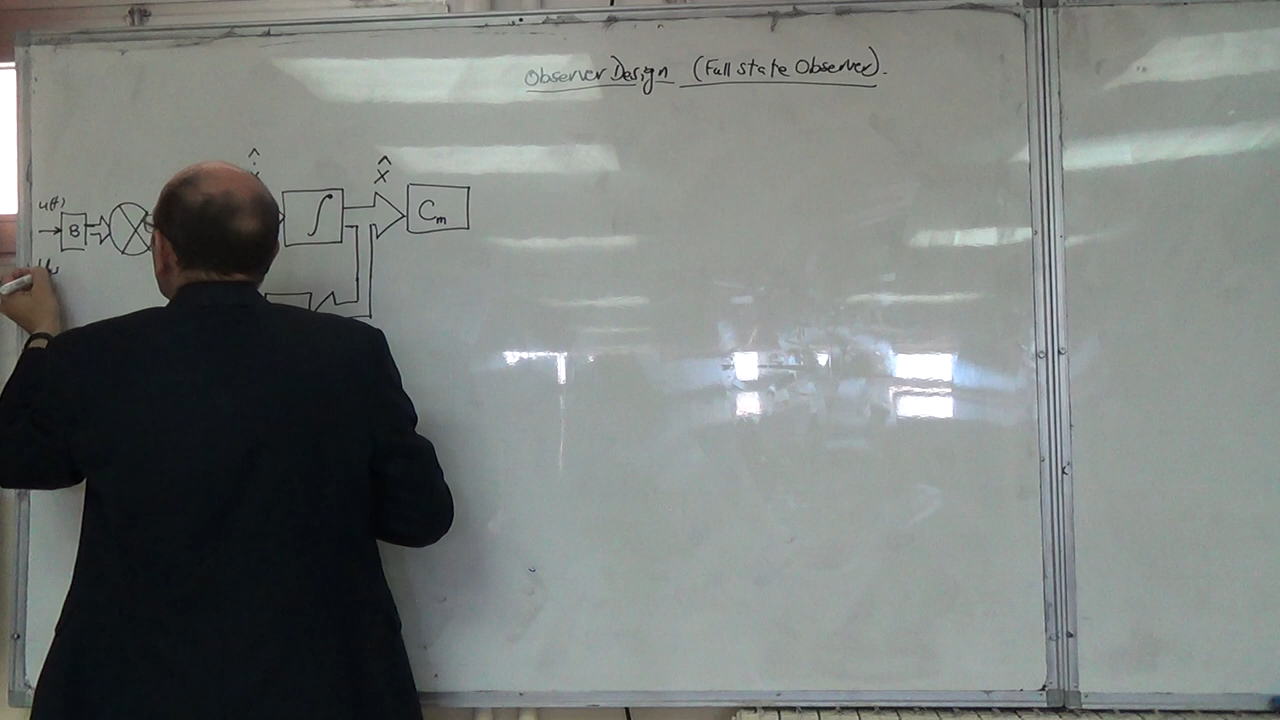 Observer Design (Full State Observer).
x̂
u(t)
B
∫
Cm